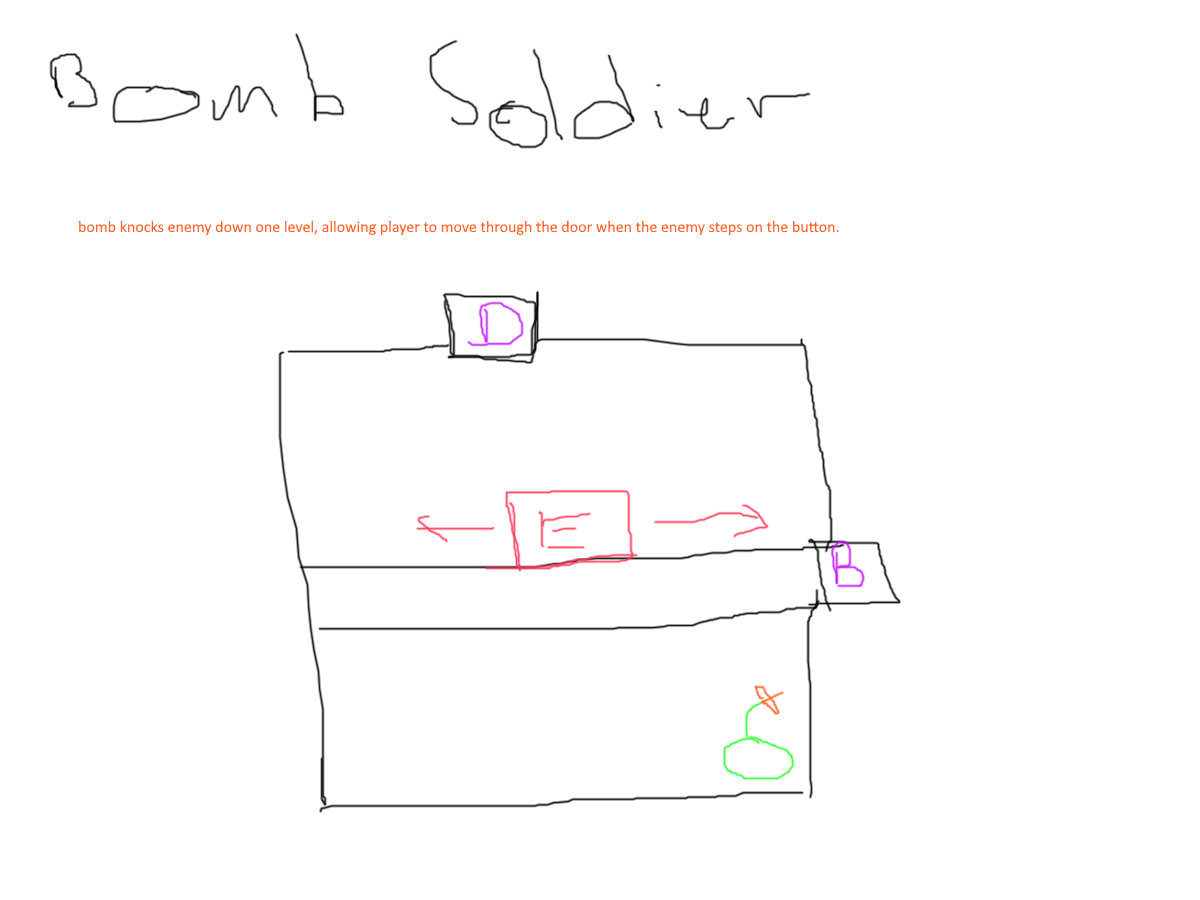 Bomb Soldier
bomb knocks enemy down one level, allowing player to move through the door when the enemy steps on the button.
D
E
B